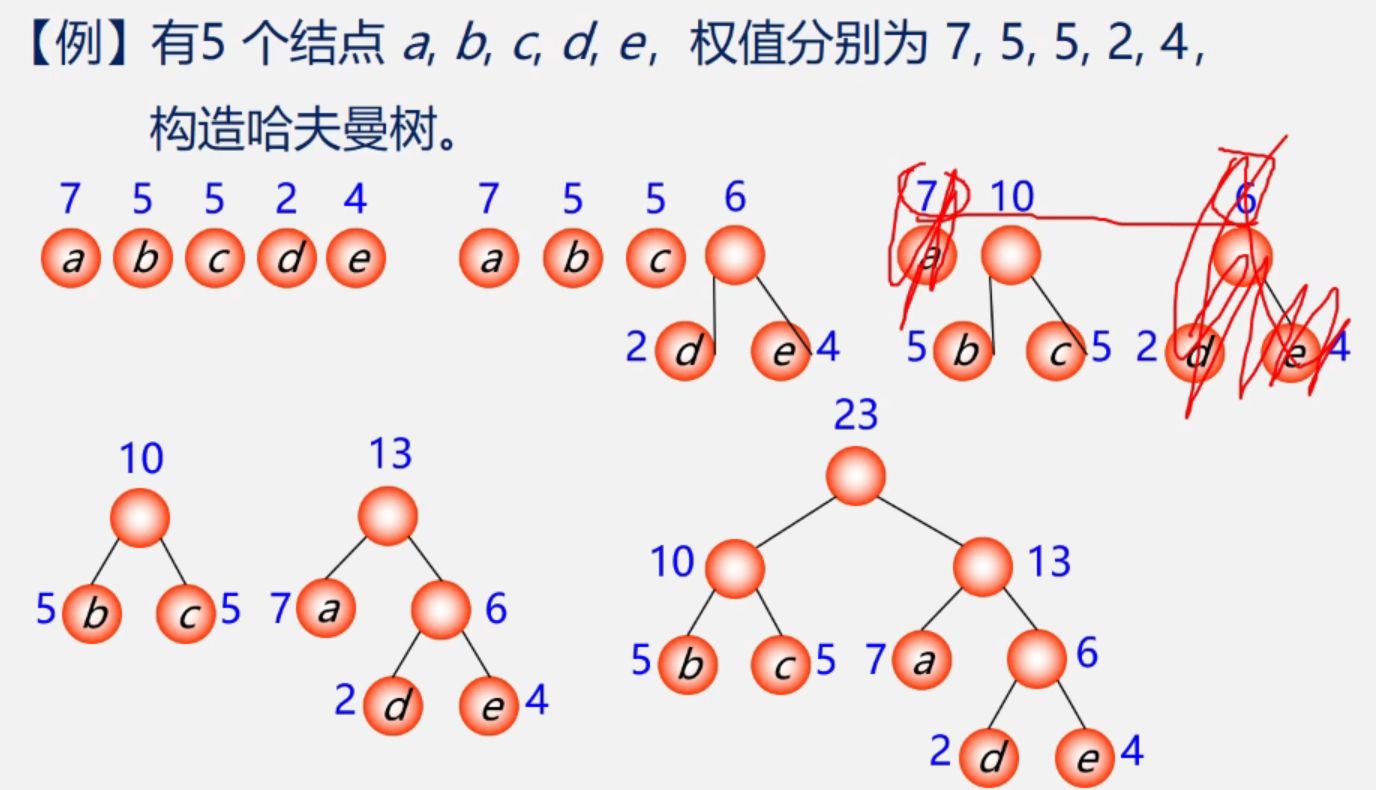 【例】有5 个结点 a, b, c, d, e, 权值分别为 7, 5, 5, 2, 4,
构造哈夫曼树。
7 5 5 2 4
a b c d e
7 5 5 6
a b c
2 d e 4
7 10 6
a
5 b c 5 2 d e 4
10
5 b c 5
13
7 a 6
2 d e 4
23
10 13
5 b c 5 7 a 6
2 d e 4